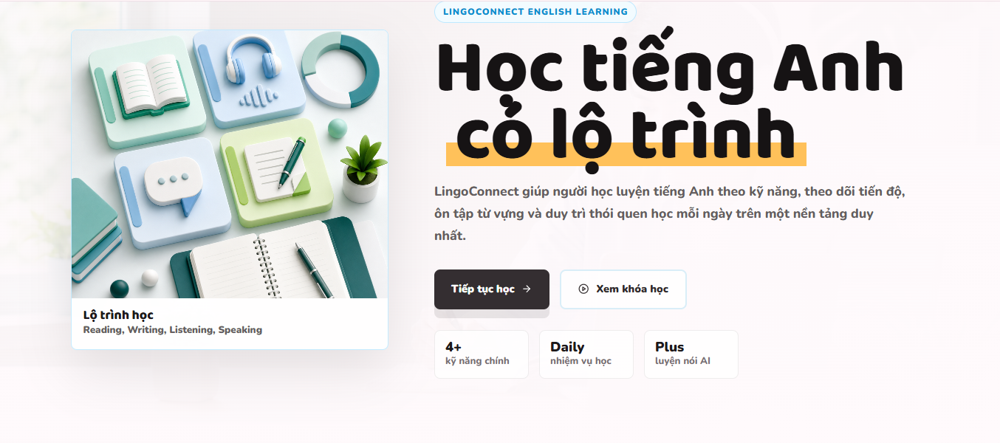 LINGOCONNECT ENGLISH LEARNING
Học tiếng Anh
có lộ trình
LingoConnect giúp người học luyện tiếng Anh theo kỹ năng, theo dõi tiến độ,
ôn tập từ vựng và duy trì thói quen học mỗi ngày trên một nền tảng duy
nhất.
Tiếp tục học →
Xem khóa học
4+
kỹ năng chính
Daily
nhiệm vụ học
Plus
luyện nói AI
Lộ trình học
Reading, Writing, Listening, Speaking